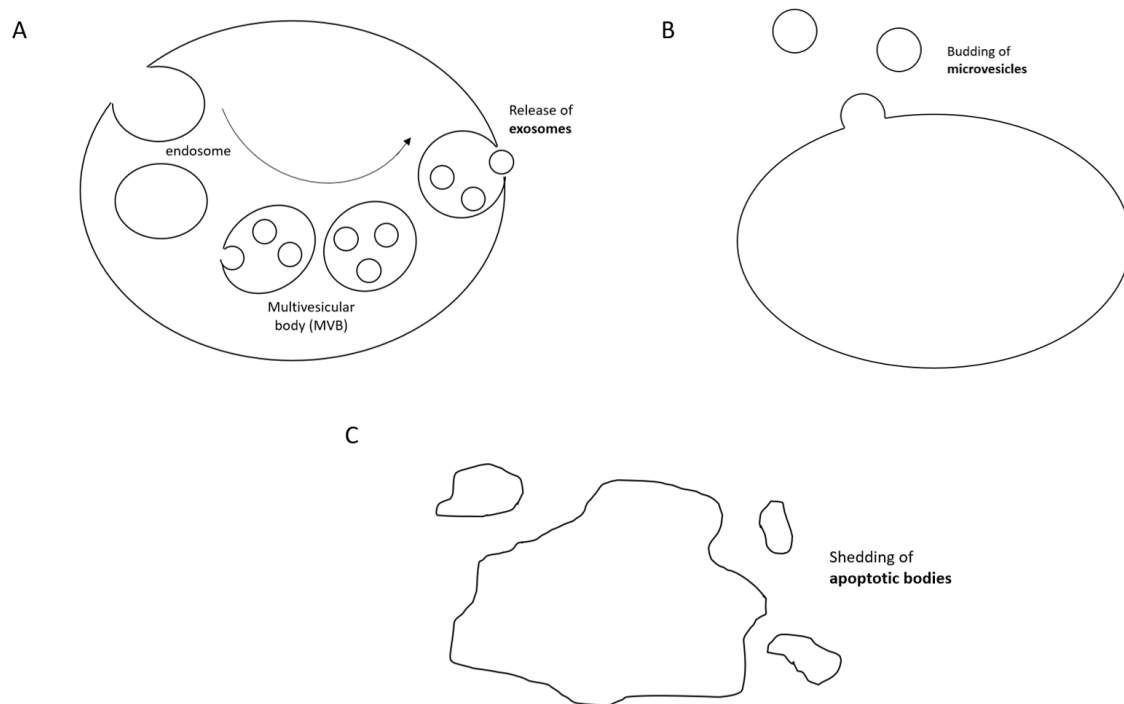 A
endosome
Multivesicular
body (MVB)
Release of
exosomes
B
Budding of
microvesicles
C
Shedding of
apoptotic bodies